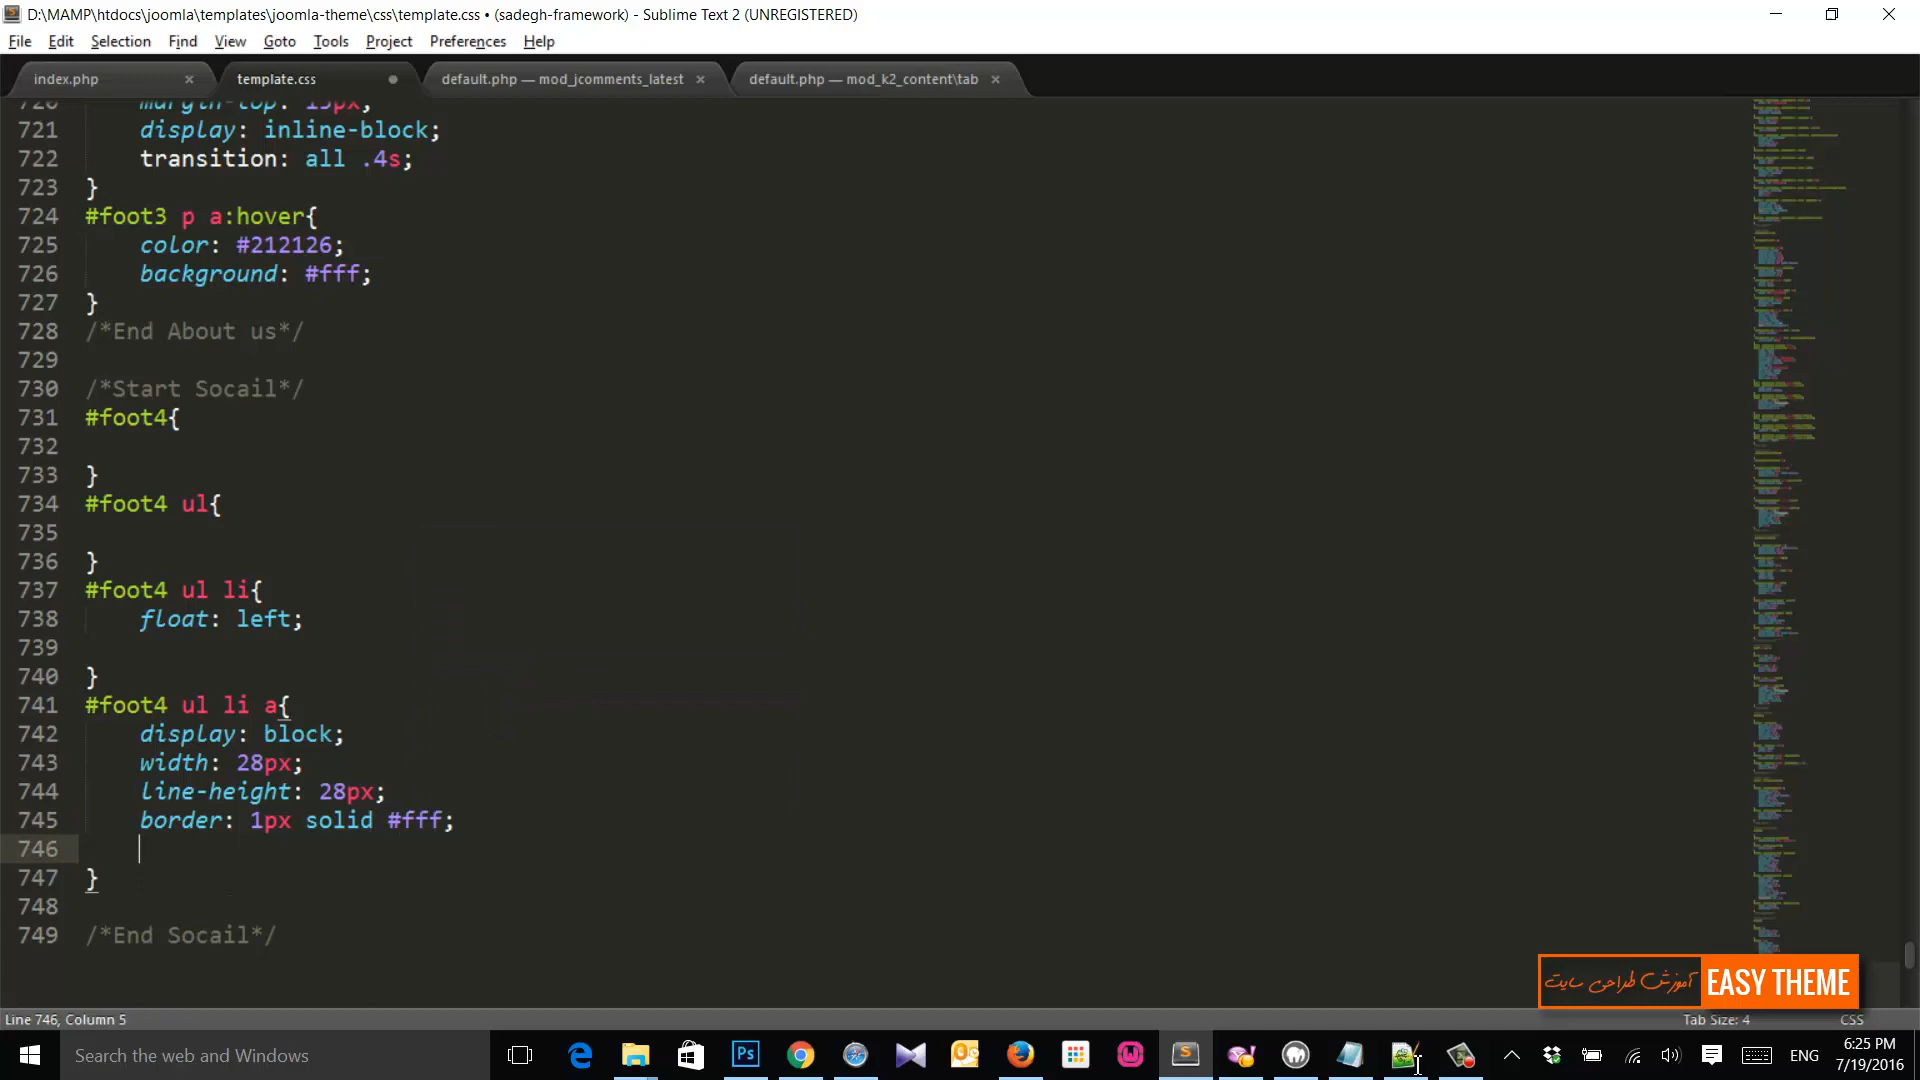 D:\MAMP\htdocs\joomla\templates\joomla-theme\css\template.css • (sadegh-framework) - Sublime Text 2 (UNREGISTERED)
File Edit Selection Find View Goto Tools Project Preferences Help
index.php × template.css default.php — mod_jcomments_latest × default.php — mod_k2_content\tab ×
720 margin-top: 15px;
721 display: inline-block;
722 transition: all .4s;
723 }
724 #foot3 p a:hover{
725 color: #212126;
726 background: #fff;
727 }
728 /*End About us*/
729
730 /*Start Socail*/
731 #foot4{
732
733 }
734 #foot4 ul{
735
736 }
737 #foot4 ul li{
738 float: left;
739
740 }
741 #foot4 ul li a{
742 display: block;
743 width: 28px;
744 line-height: 28px;
745 border: 1px solid #fff;
746
747 }
748
749 /*End Socail*/
آموزش طراحی سایت EASY THEME
Line 746, Column 5 Tab Size: 4 CSS
Search the web and Windows ENG 6:25 PM
7/19/2016